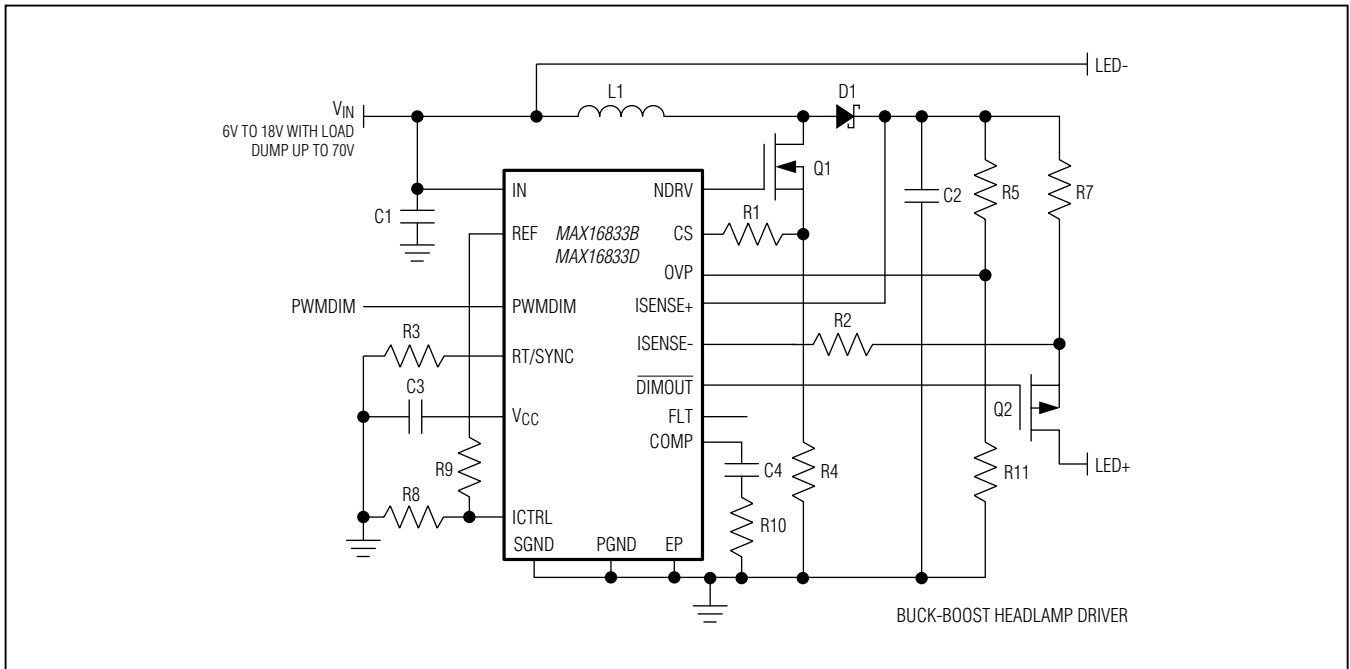 LED-
L1
D1
VIN
6V TO 18V WITH LOAD
DUMP UP TO 70V
Q1
IN
NDRV
C2
R5
R7
C1
R1
REF
MAX16833B
CS
MAX16833D
OVP
PWMDIM
PWMDIM
ISENSE+
R2
R3
ISENSE-
RT/SYNC
C3
DIMOUT
Q2
VCC
FLT
COMP
R9
C4
R4
R11
LED+
R8
ICTRL
R10
SGND
PGND
EP
BUCK-BOOST HEADLAMP DRIVER